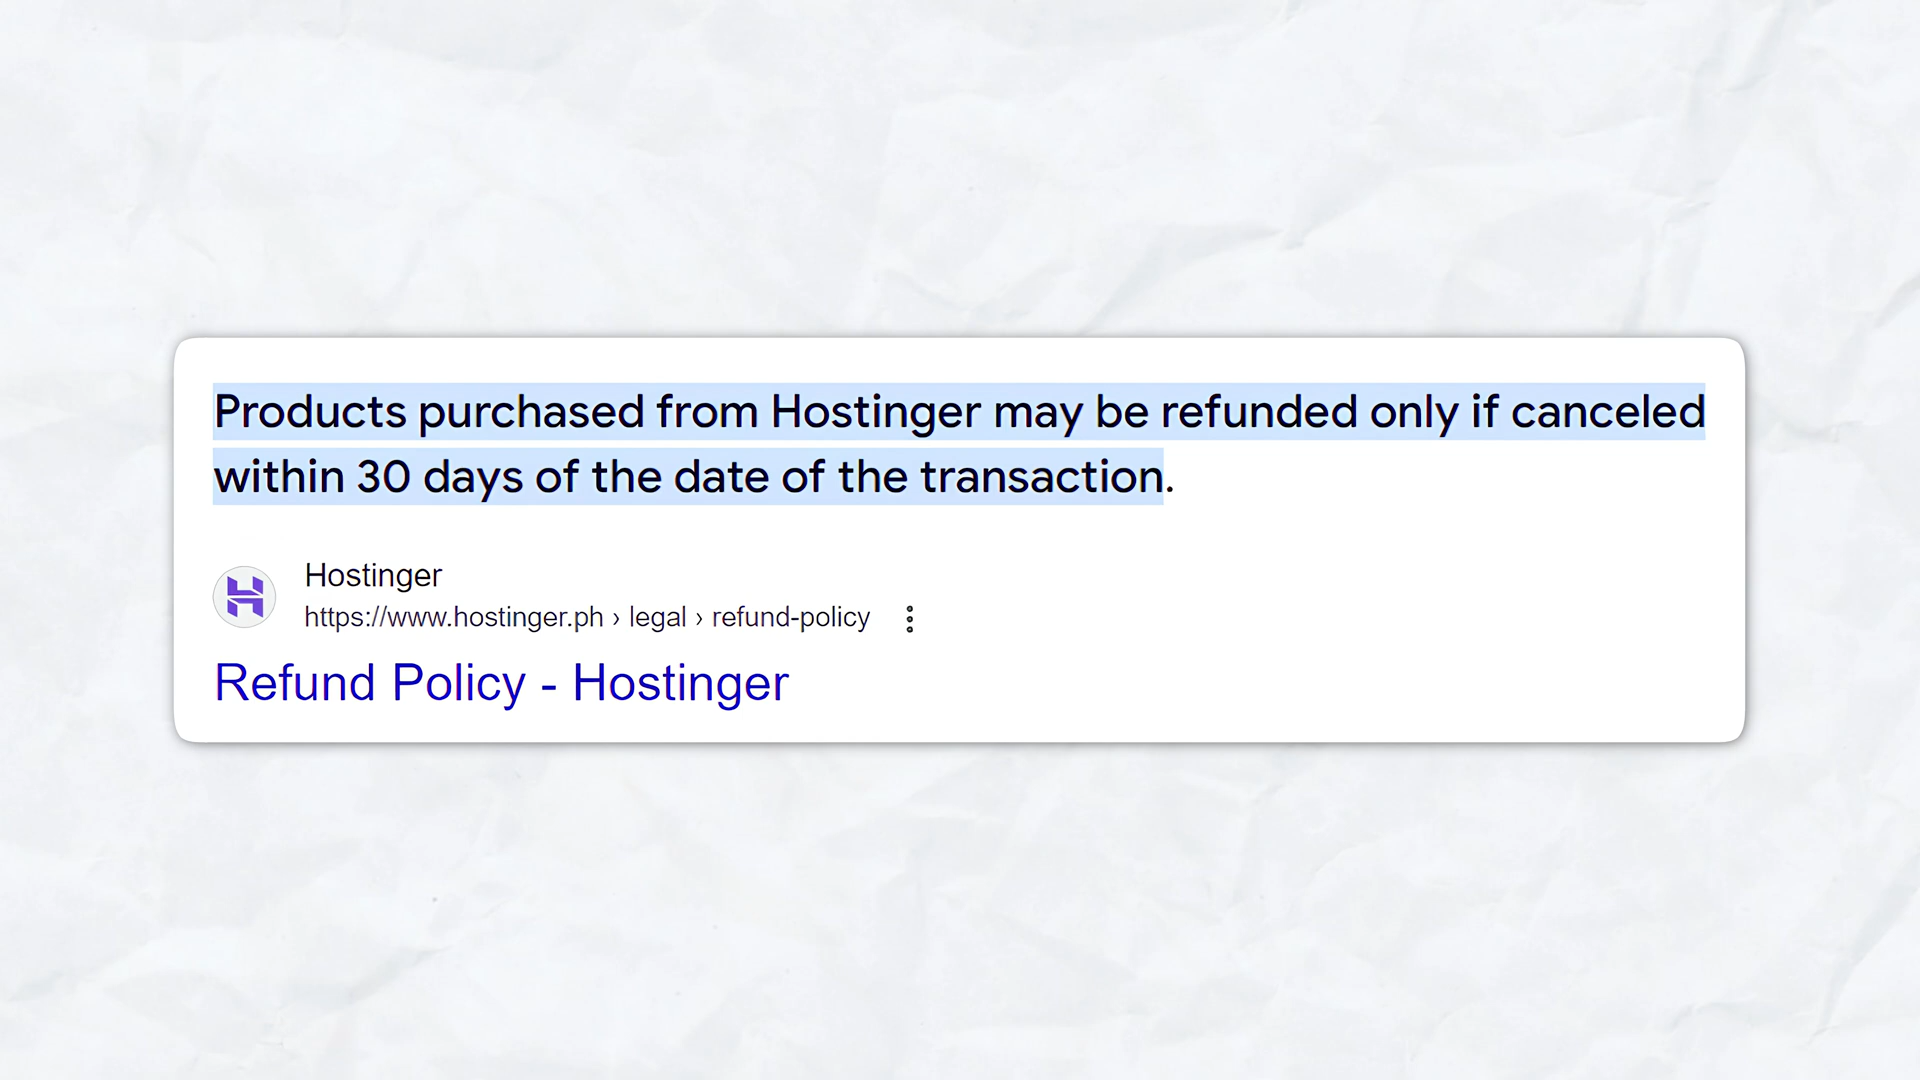 Products purchased from Hostinger may be refunded only if canceled
within 30 days of the date of the transaction.
Hostinger
https://www.hostinger.ph › legal › refund-policy
Refund Policy - Hostinger